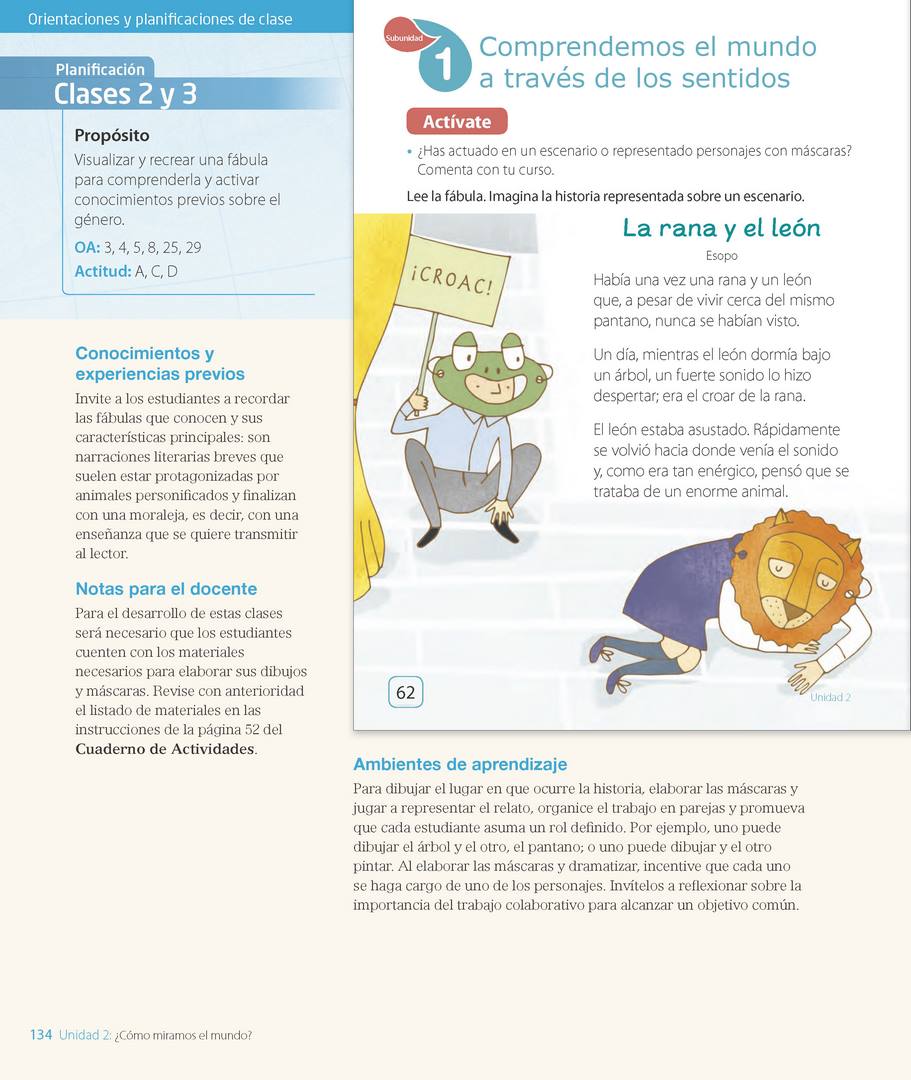 Orientaciones y planificaciones de clase
Planificación
Clases 2 y 3
Propósito
Visualizar y recrear una fábula
para comprenderla y activar
conocimientos previos sobre el
género.
OA: 3, 4, 5, 8, 25, 29
Actitud: A, C, D
Conocimientos y
experiencias previos
Invite a los estudiantes a recordar
las fábulas que conocen y sus
características principales: son
narraciones literarias breves que
suelen estar protagonizadas por
animales personificados y finalizan
con una moraleja, es decir, con una
enseñanza que se quiere transmitir
al lector.
Notas para el docente
Para el desarrollo de estas clases
será necesario que los estudiantes
cuenten con los materiales
necesarios para elaborar sus dibujos
y máscaras. Revise con anterioridad
el listado de materiales en las
instrucciones de la página 52 del
Cuaderno de Actividades.
Subunidad
1
Comprendemos el mundo
a través de los sentidos
Actívate
• ¿Has actuado en un escenario o representado personajes con máscaras?
Comenta con tu curso.
Lee la fábula. Imagina la historia representada sobre un escenario.
La rana y el león
Esopo
¡CROAC!
Había una vez una rana y un león
que, a pesar de vivir cerca del mismo
pantano, nunca se habían visto.
Un día, mientras el león dormía bajo
un árbol, un fuerte sonido lo hizo
despertar; era el croar de la rana.
El león estaba asustado. Rápidamente
se volvió hacia donde venía el sonido
y, como era tan enérgico, pensó que se
trataba de un enorme animal.
62
Unidad 2
Ambientes de aprendizaje
Para dibujar el lugar en que ocurre la historia, elaborar las máscaras y
jugar a representar el relato, organice el trabajo en parejas y promueva
que cada estudiante asuma un rol definido. Por ejemplo, uno puede
dibujar el árbol y el otro, el pantano; o uno puede dibujar y el otro
pintar. Al elaborar las máscaras y dramatizar, incentive que cada uno
se haga cargo de uno de los personajes. Invítelos a reflexionar sobre la
importancia del trabajo colaborativo para alcanzar un objetivo común.
134 Unidad 2: ¿Cómo miramos el mundo?